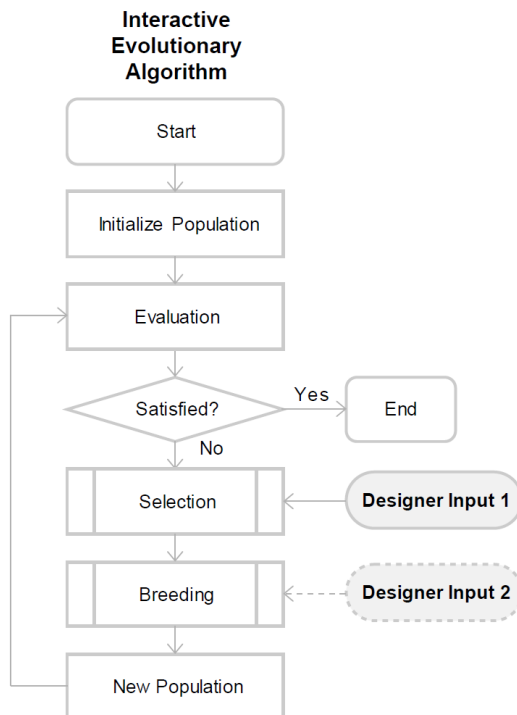 Interactive
Evolutionary
Algorithm
Start
Initialize Population
Evaluation
Satisfied?
Yes
End
No
Selection
Designer Input 1
Breeding
Designer Input 2
New Population